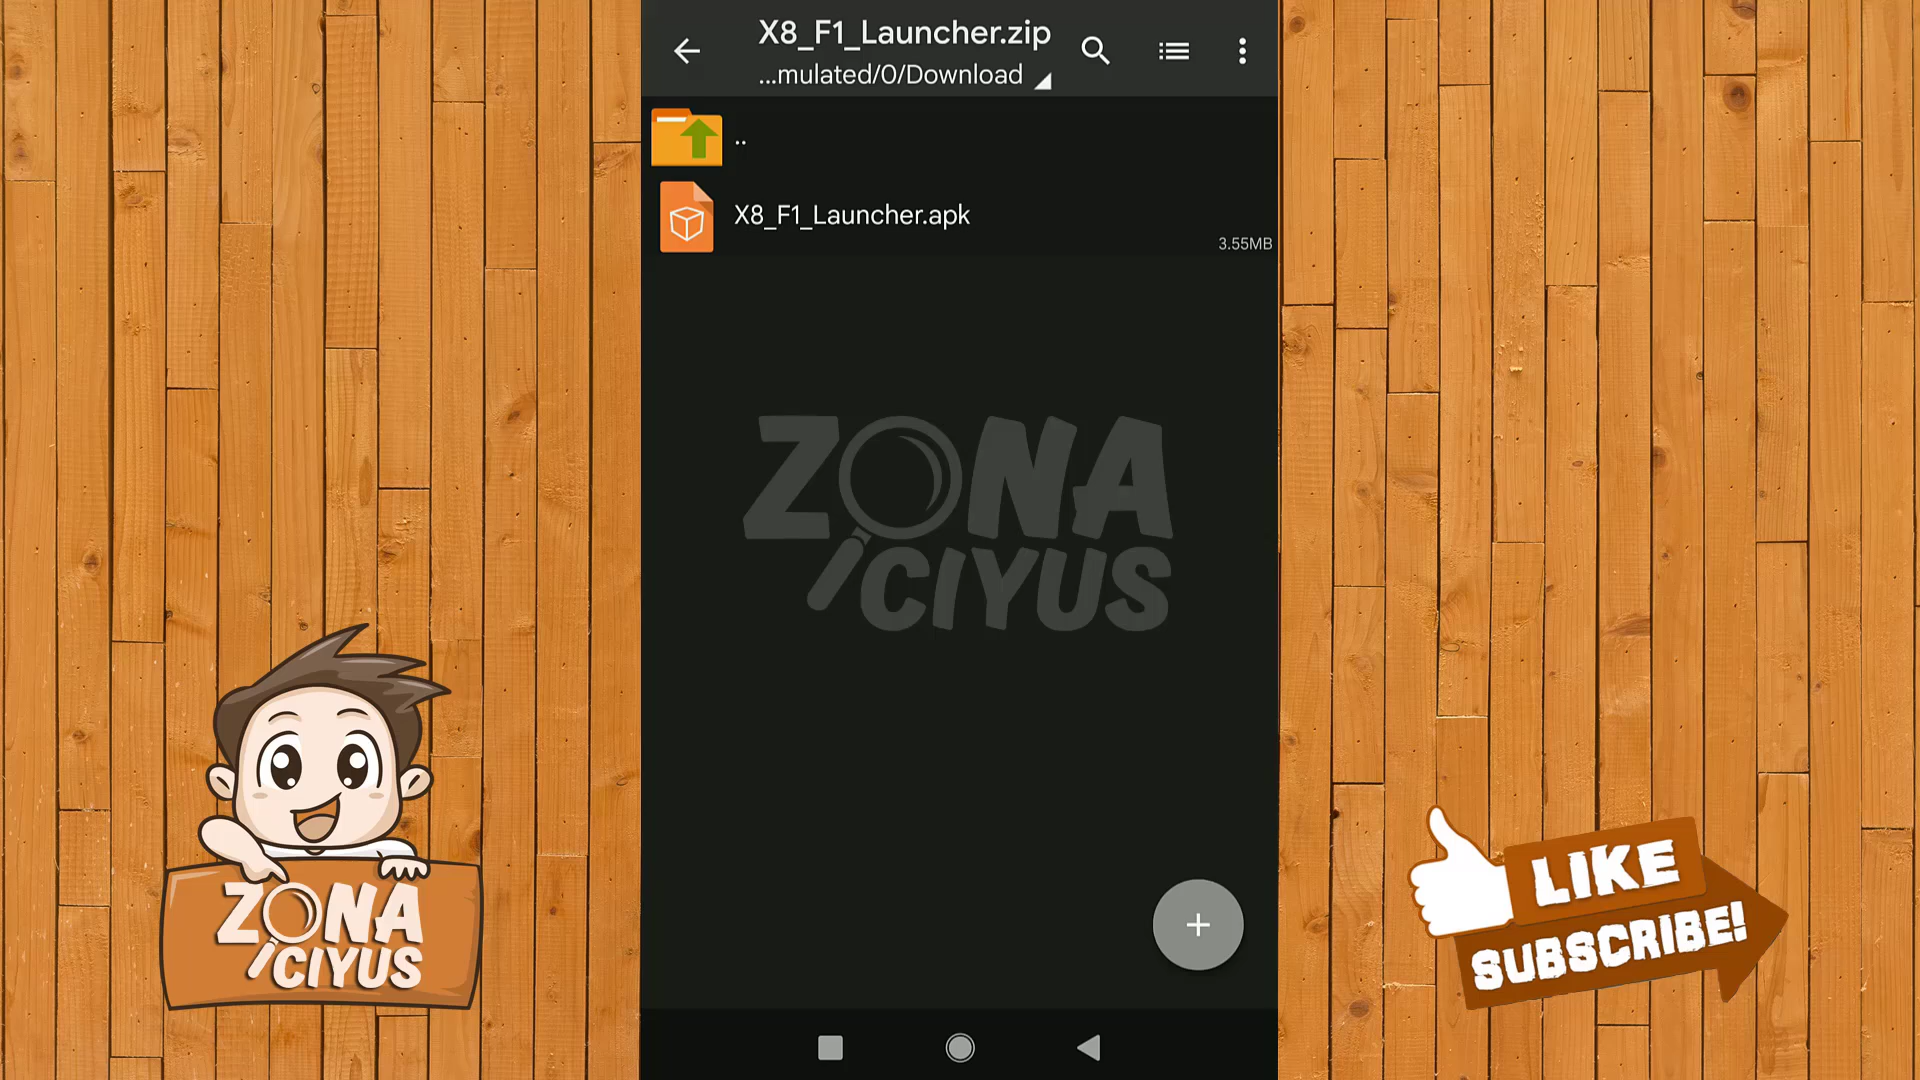 X8_F1_Launcher.zip
...mulated/0/Download
..
X8_F1_Launcher.apk
3.55MB
ZONA
CIYUS
ZONA
CIYUS
LIKE
SUBSCRIBE!